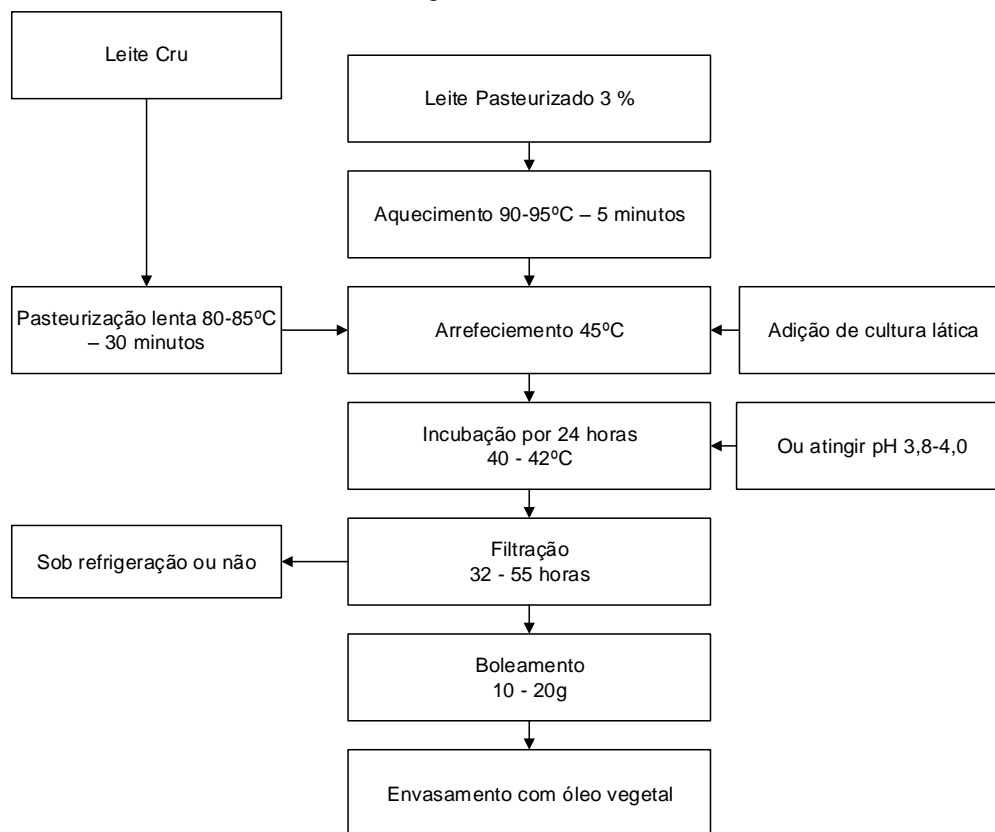 Leite Cru
Leite Pasteurizado 3 %
Aquecimento 90-95ºC – 5 minutos
Pasteurização lenta 80-85ºC
– 30 minutos
Arrefeciemento 45ºC
Adição de cultura lática
Incubação por 24 horas
40 - 42ºC
Ou atingir pH 3,8-4,0
Sob refrigeração ou não
Filtração
32 - 55 horas
Boleamento
10 - 20g
Envasamento com óleo vegetal